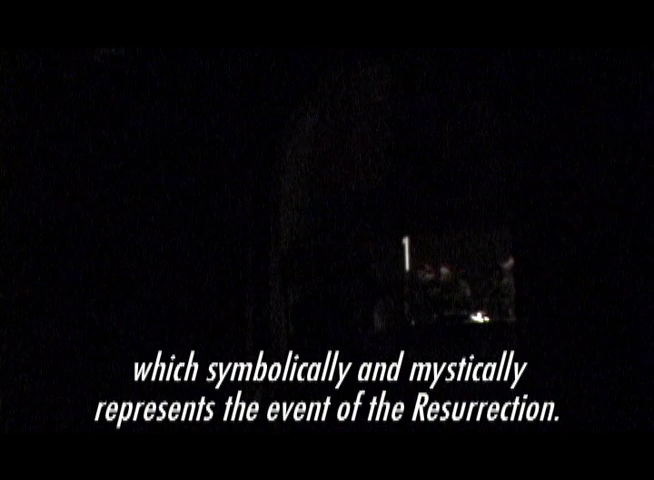 which symbolically and mystically
represents the event of the Resurrection.